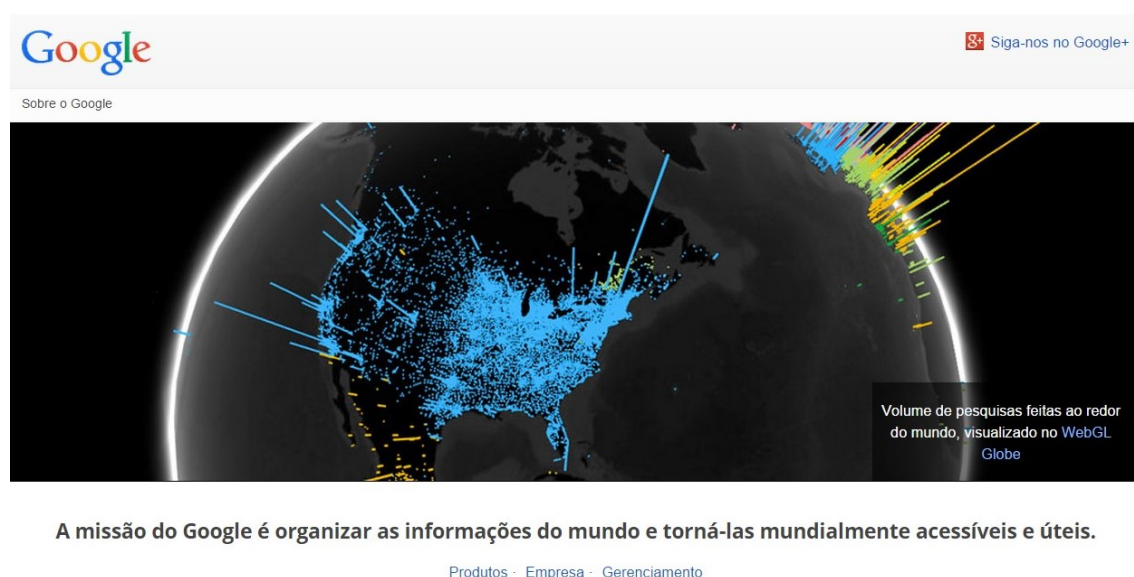 Google
Siga-nos no Google+
Sobre o Google
Volume de pesquisas feitas ao redor
do mundo, visualizado no WebGL
Globe
A missão do Google é organizar as informações do mundo e torná-las mundialmente acessíveis e úteis.
Produtos · Empresa · Gerenciamento